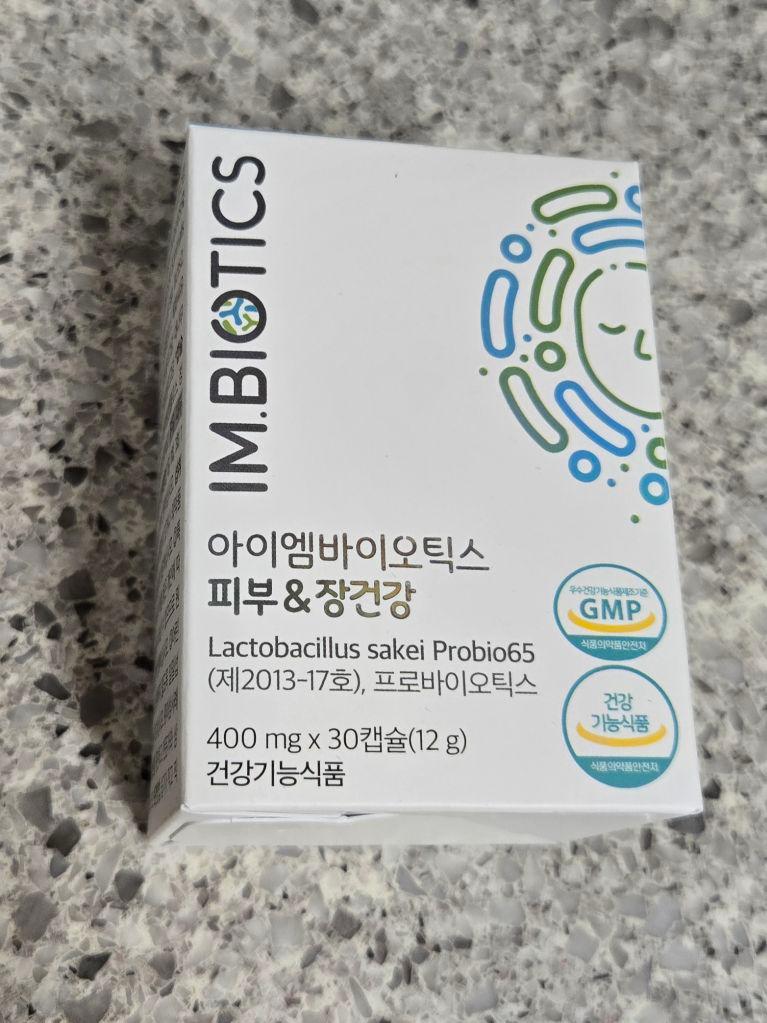 IM.BIOTICS
아이엠바이오틱스
피부&장건강
Lactobacillus sakei Probio65
(제2013-17호), 프로바이오틱스
400 mg x 30캡슐(12 g)
건강기능식품
우수건강기능식품제조기준
GMP
식품의약품안전처
건강
기능식품
식품의약품안전처